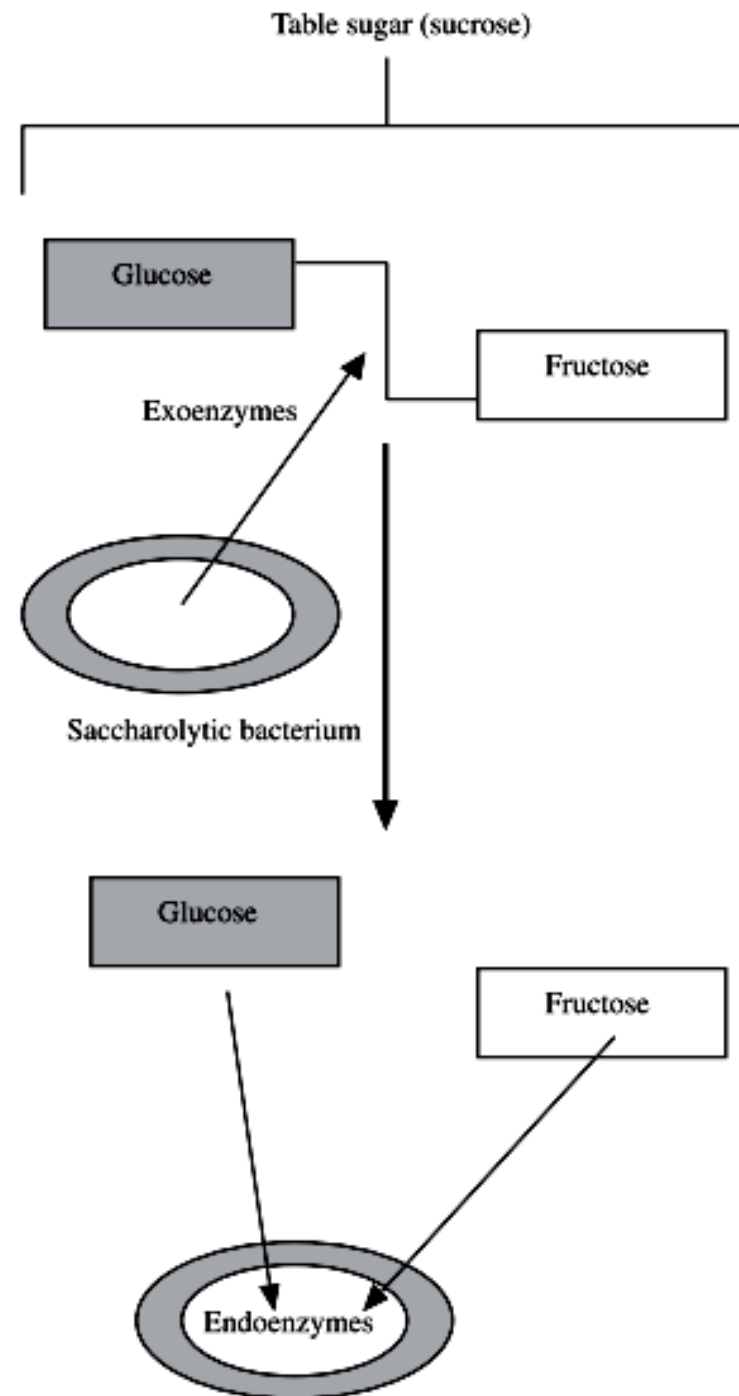 Table sugar (sucrose)
Glucose
Fructose
Exoenzymes
Saccharolytic bacterium
Glucose
Fructose
Endoenzymes